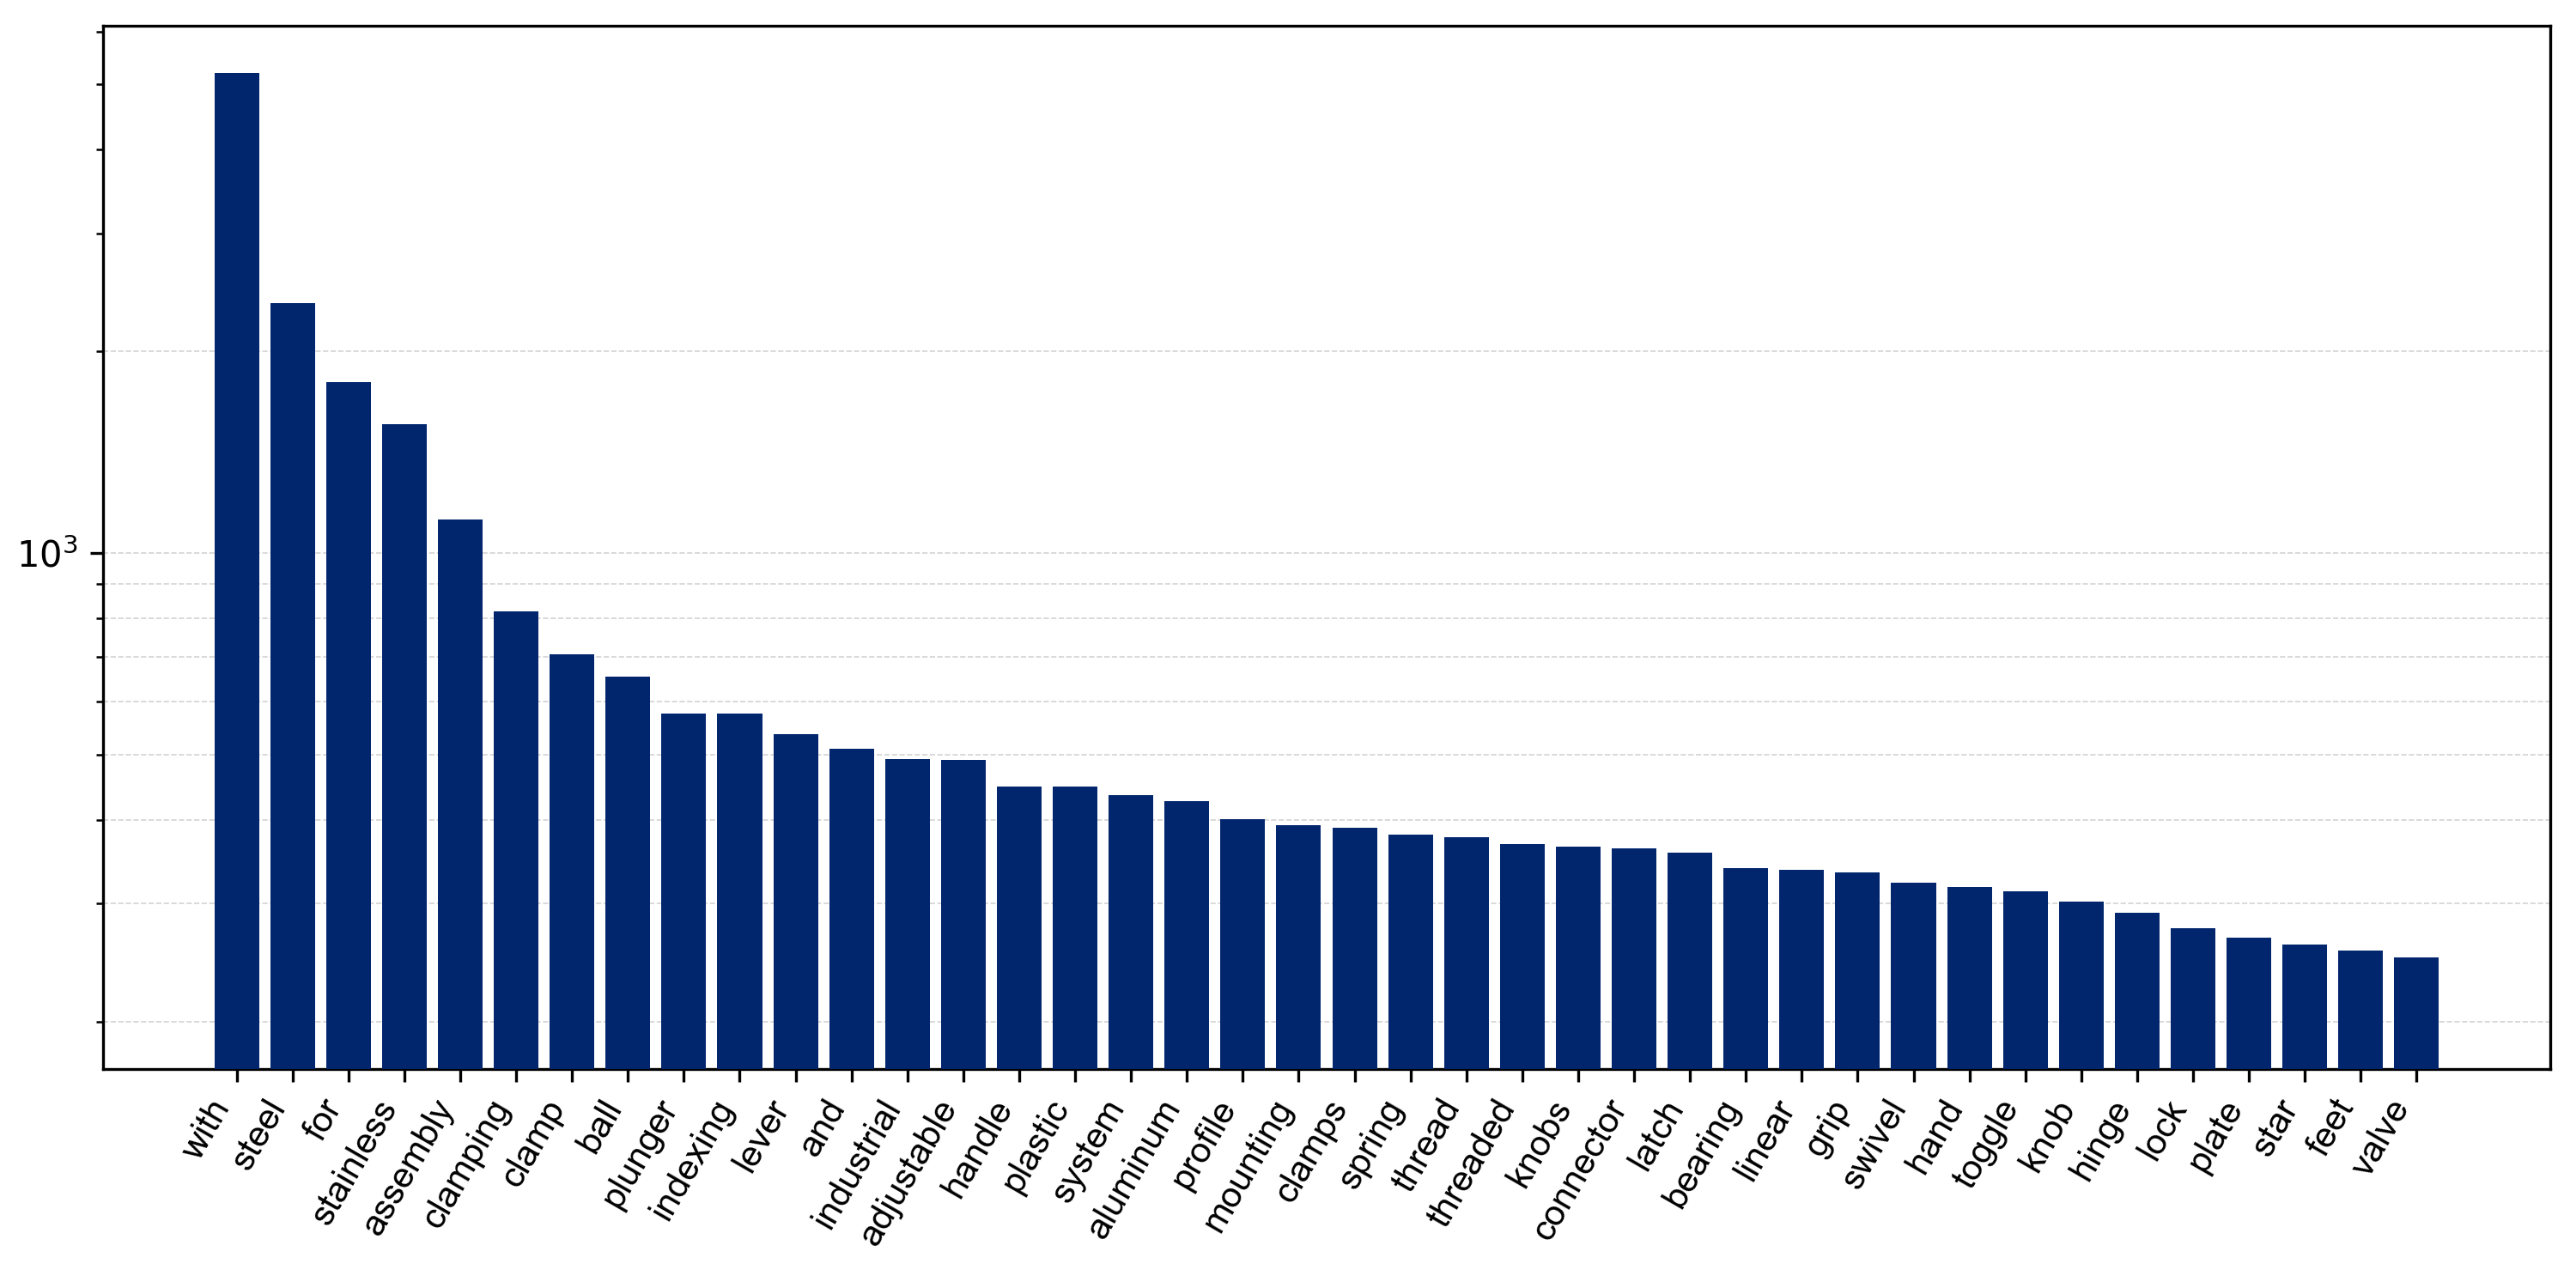 10³
with
steel
for
stainless
assembly
clamping
clamp
ball
plunger
indexing
lever
and
industrial
adjustable
handle
plastic
system
aluminum
profile
mounting
clamps
spring
thread
threaded
knobs
connector
latch
bearing
linear
grip
swivel
hand
toggle
knob
hinge
lock
plate
star
feet
valve